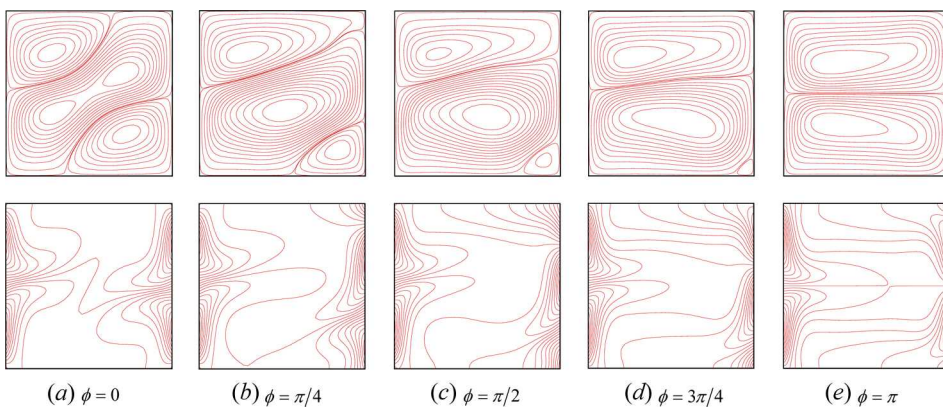 (a) ϕ = 0 (b) ϕ = π/4 (c) ϕ = π/2 (d) ϕ = 3π/4 (e) ϕ = π